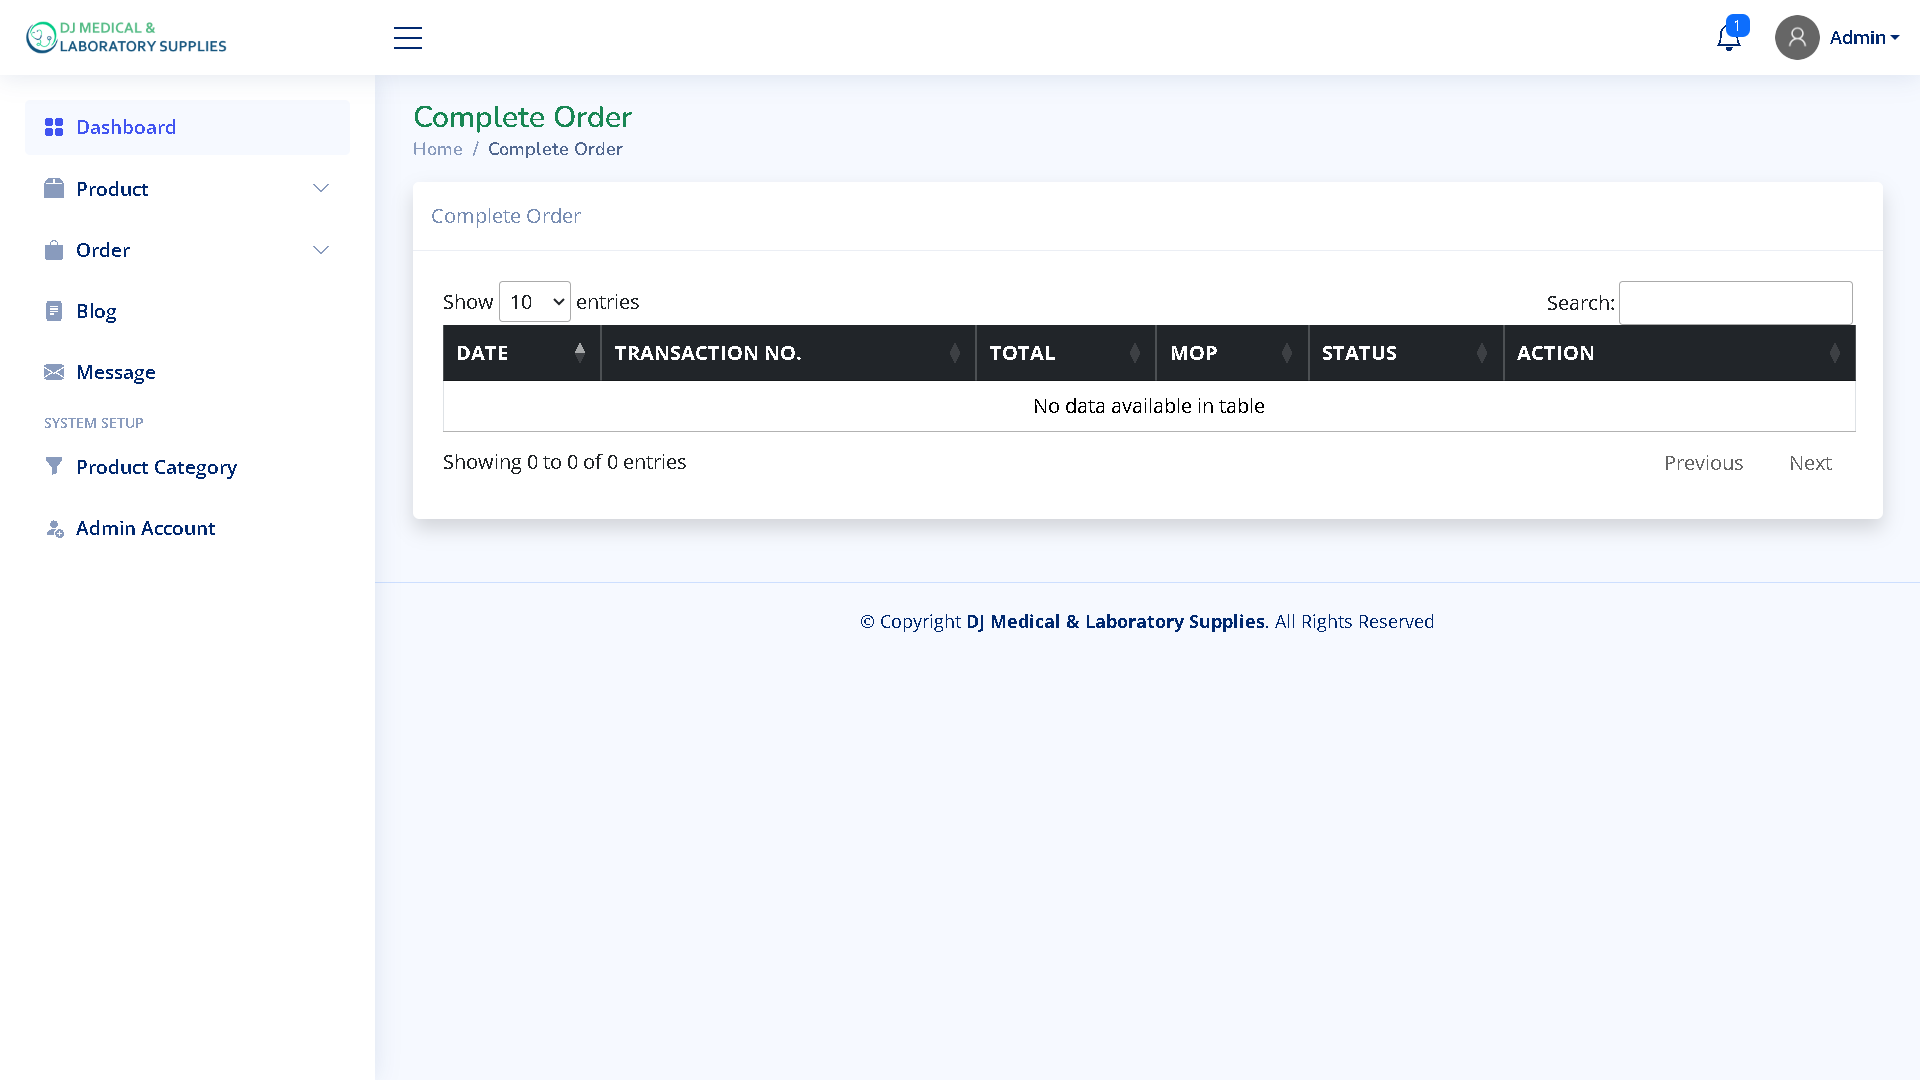 DJ MEDICAL &
LABORATORY SUPPLIES
1
Admin
Dashboard
Product
Order
Blog
Message
SYSTEM SETUP
Product Category
Admin Account
Complete Order
Home / Complete Order
Complete Order
Show 10 entries
Search:
DATE TRANSACTION NO. TOTAL MOP STATUS ACTION
No data available in table
Showing 0 to 0 of 0 entries
Previous Next
© Copyright DJ Medical & Laboratory Supplies. All Rights Reserved